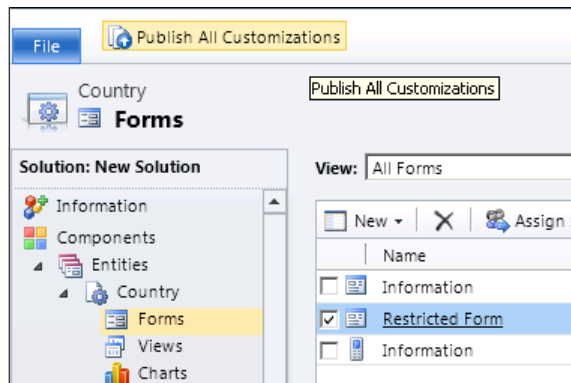 File
Publish All Customizations
Publish All Customizations
Country
Forms
Solution: New Solution
Information
Components
Entities
Country
Forms
Views
Charts
View: All Forms
New
Assign
Name
Information
Restricted Form
Information